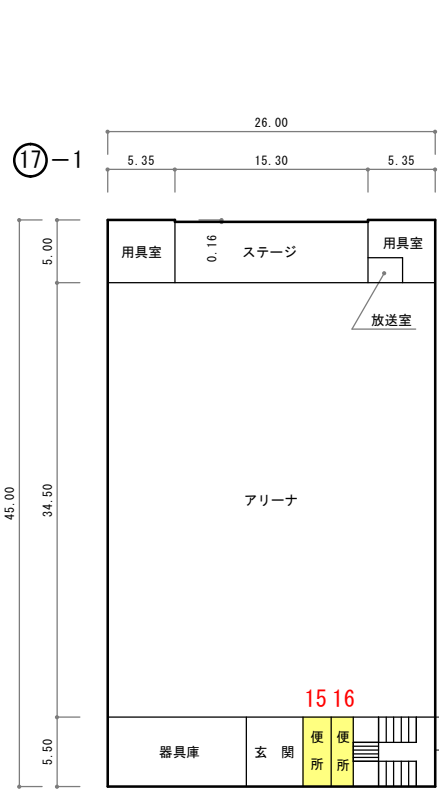 26.00
⑰-1
5.35
15.30
5.35
5.00
用具室
0.16
ステージ
用具室
放送室
45.00
34.50
アリーナ
15 16
5.50
器具庫
玄 関
便所
便所